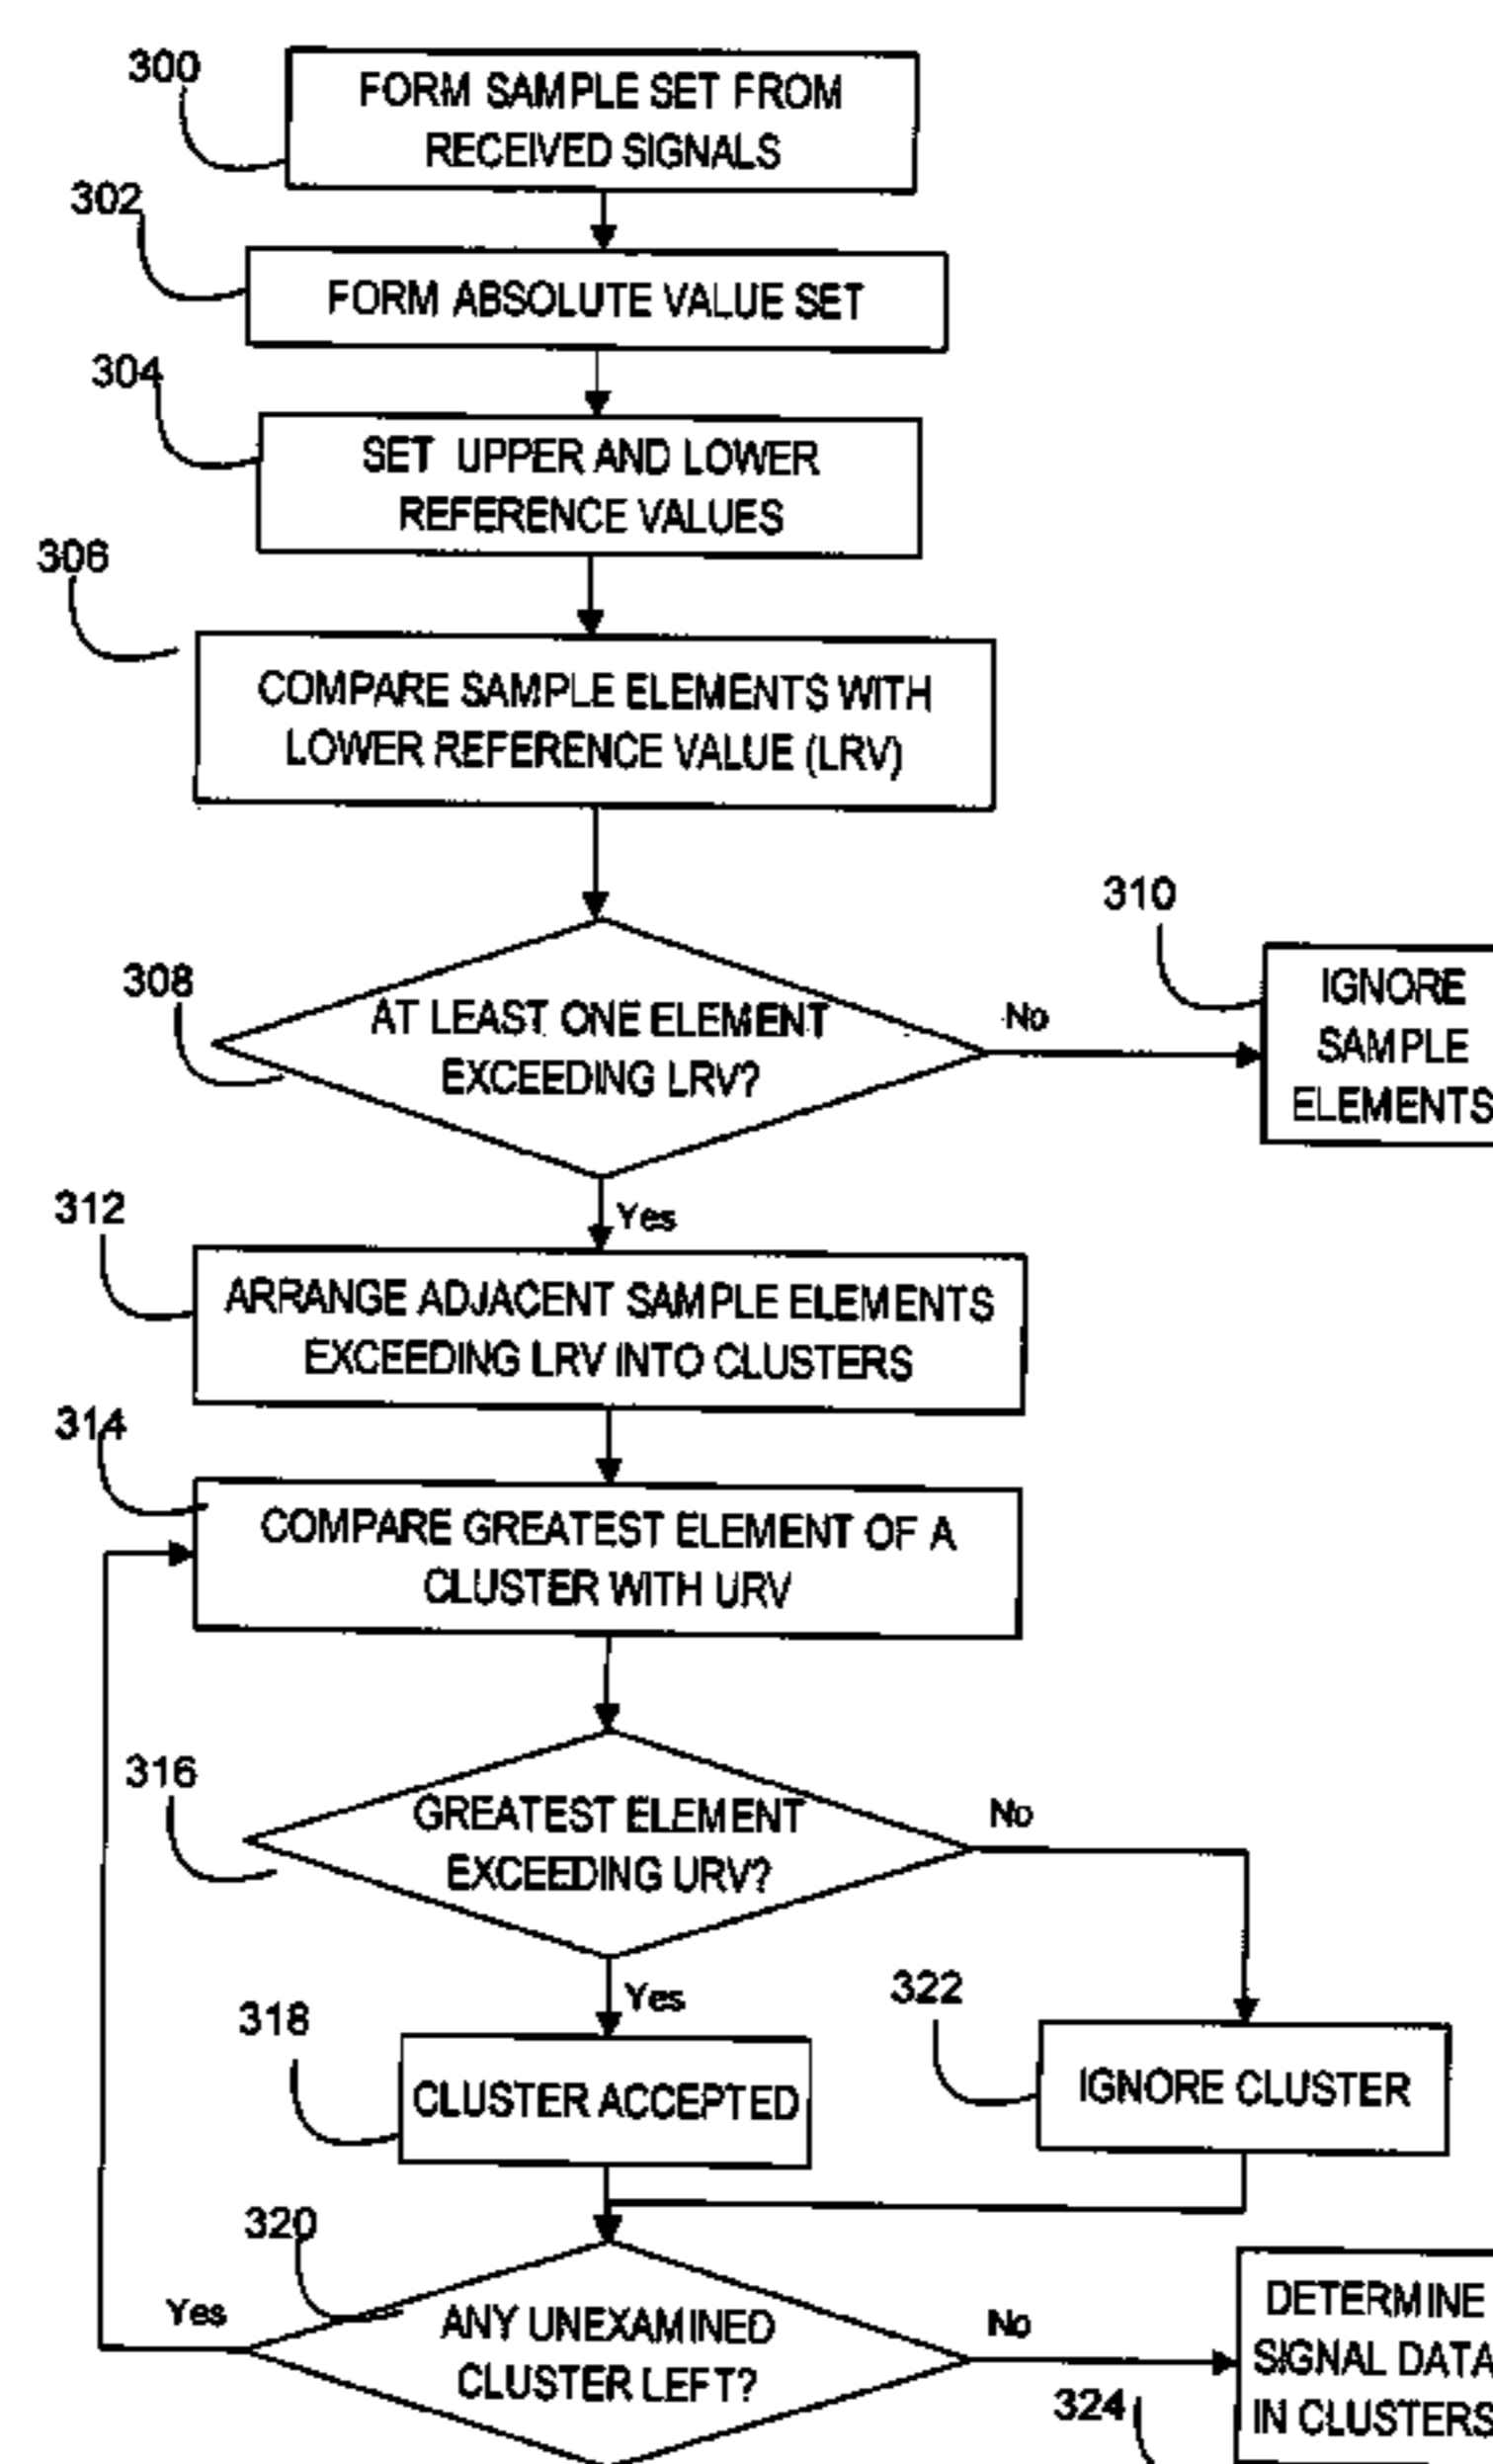 300
FORM SAMPLE SET FROM
RECEIVED SIGNALS
302
FORM ABSOLUTE VALUE SET
304
SET UPPER AND LOWER
REFERENCE VALUES
306
COMPARE SAMPLE ELEMENTS WITH
LOWER REFERENCE VALUE (LRV)
308
AT LEAST ONE ELEMENT
EXCEEDING LRV?
No
310
IGNORE
SAMPLE
ELEMENTS
Yes
312
ARRANGE ADJACENT SAMPLE ELEMENTS
EXCEEDING LRV INTO CLUSTERS
314
COMPARE GREATEST ELEMENT OF A
CLUSTER WITH URV
316
GREATEST ELEMENT
EXCEEDING URV?
No
Yes
318
CLUSTER ACCEPTED
322
IGNORE CLUSTER
320
Yes
ANY UNEXAMINED
CLUSTER LEFT?
No
324
DETERMINE
SIGNAL DATA
IN CLUSTERS